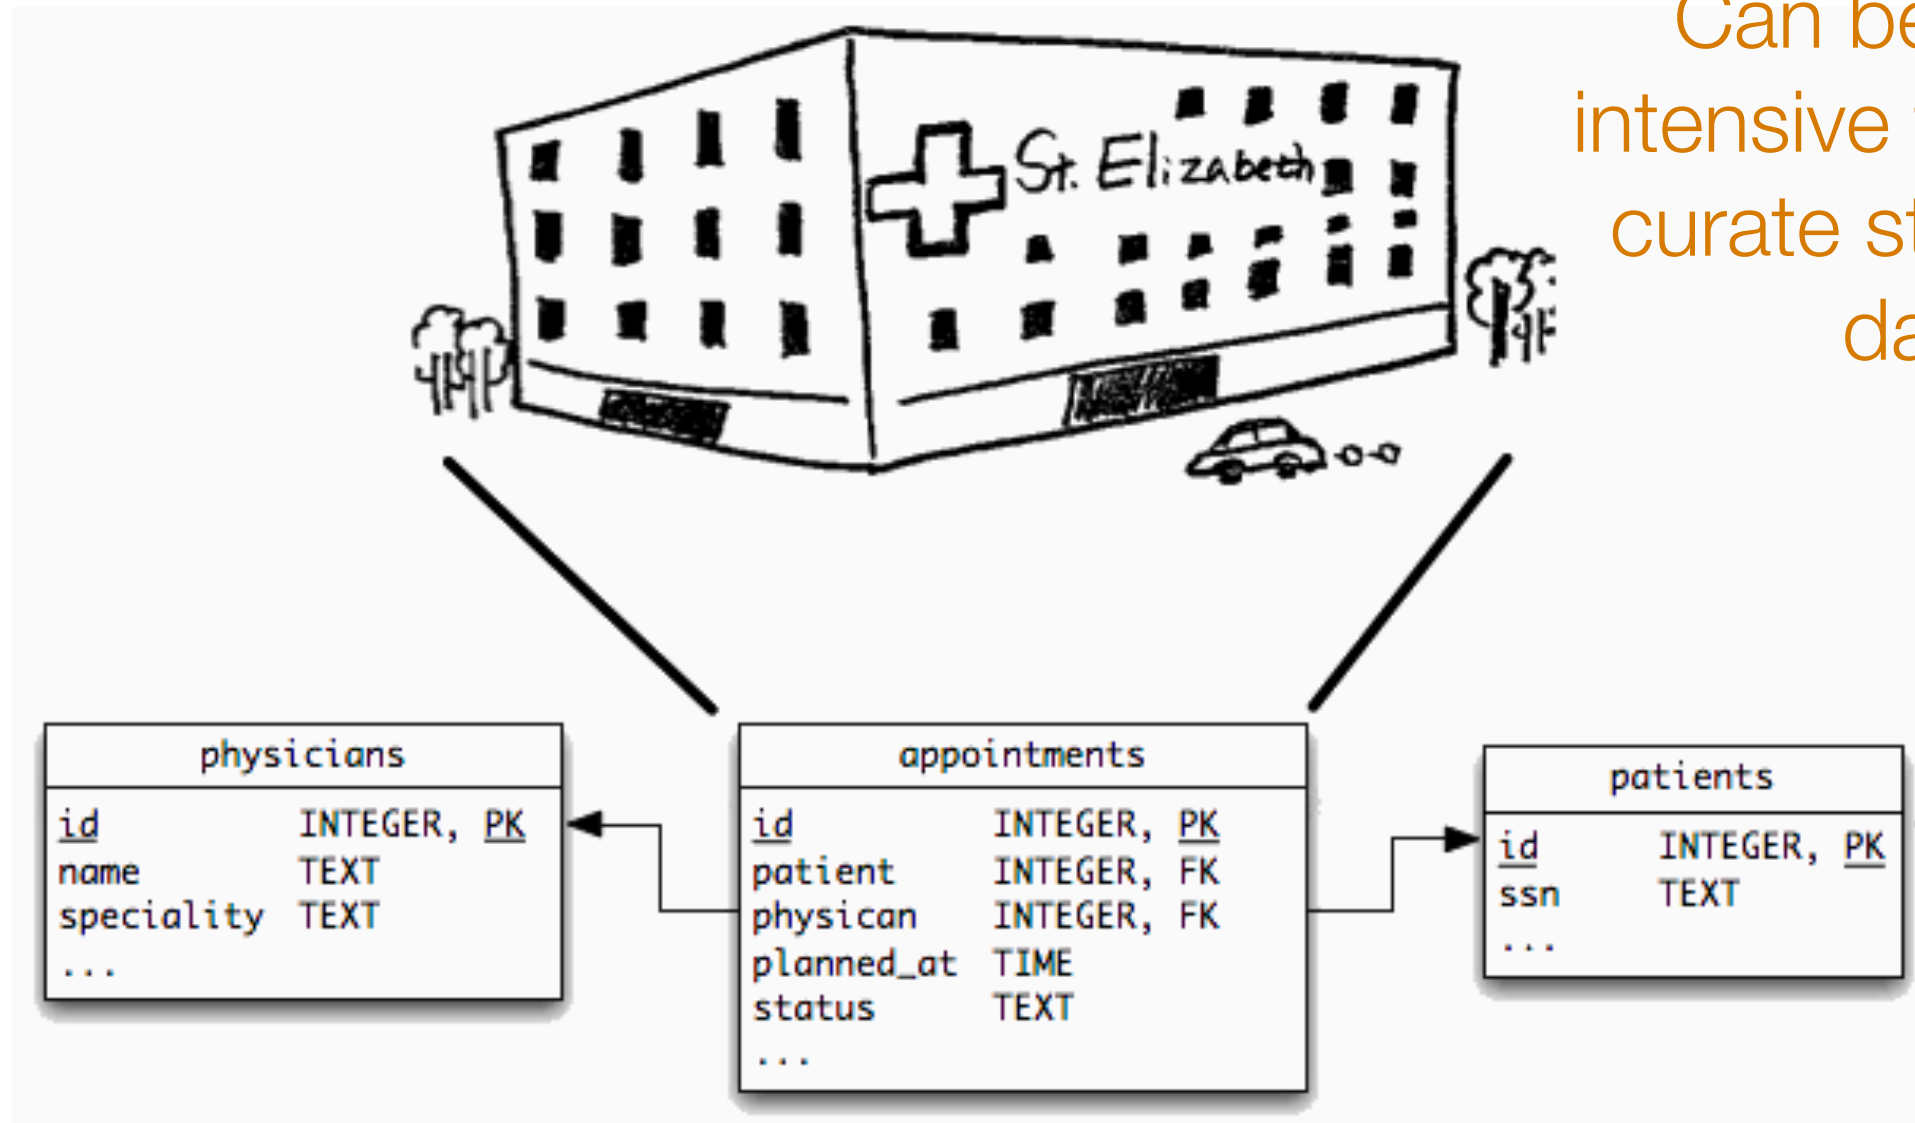 Can be
intensive
curate
St. Elizabeth
physicians
id INTEGER, PK
name TEXT
speciality TEXT
...
appointments
id INTEGER, PK
patient INTEGER, FK
physican INTEGER, FK
planned_at TIME
status TEXT
...
patients
id INTEGER, PK
ssn TEXT
...